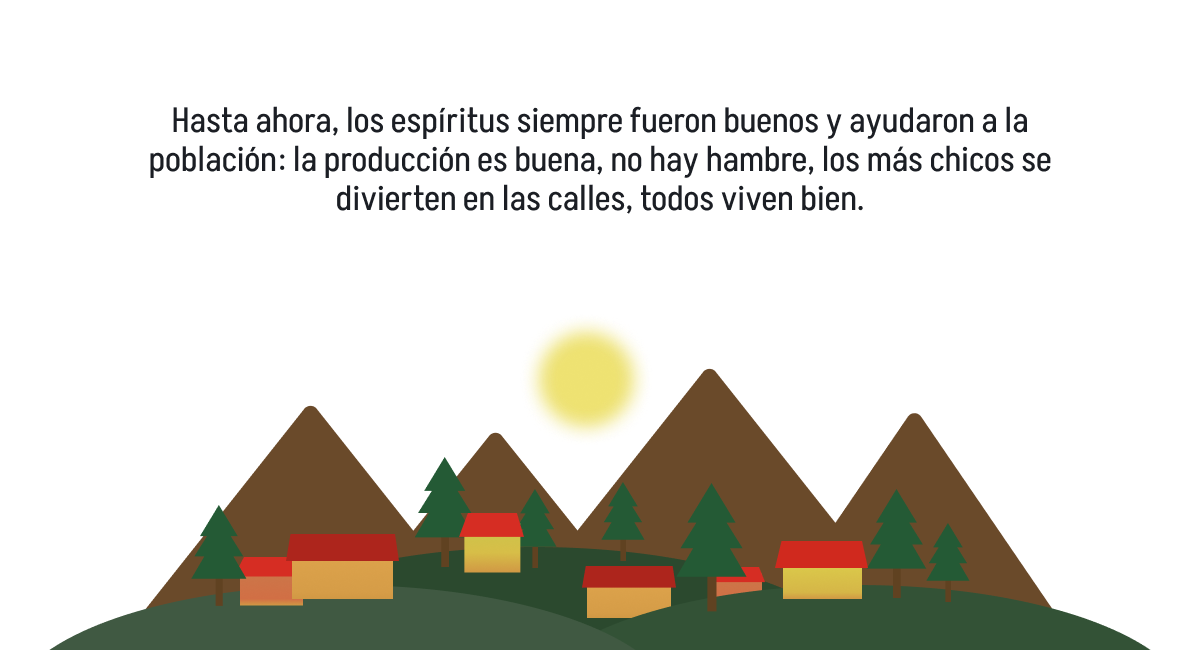 Hasta ahora, los espíritus siempre fueron buenos y ayudaron a la
población: la producción es buena, no hay hambre, los más chicos se
divierten en las calles, todos viven bien.